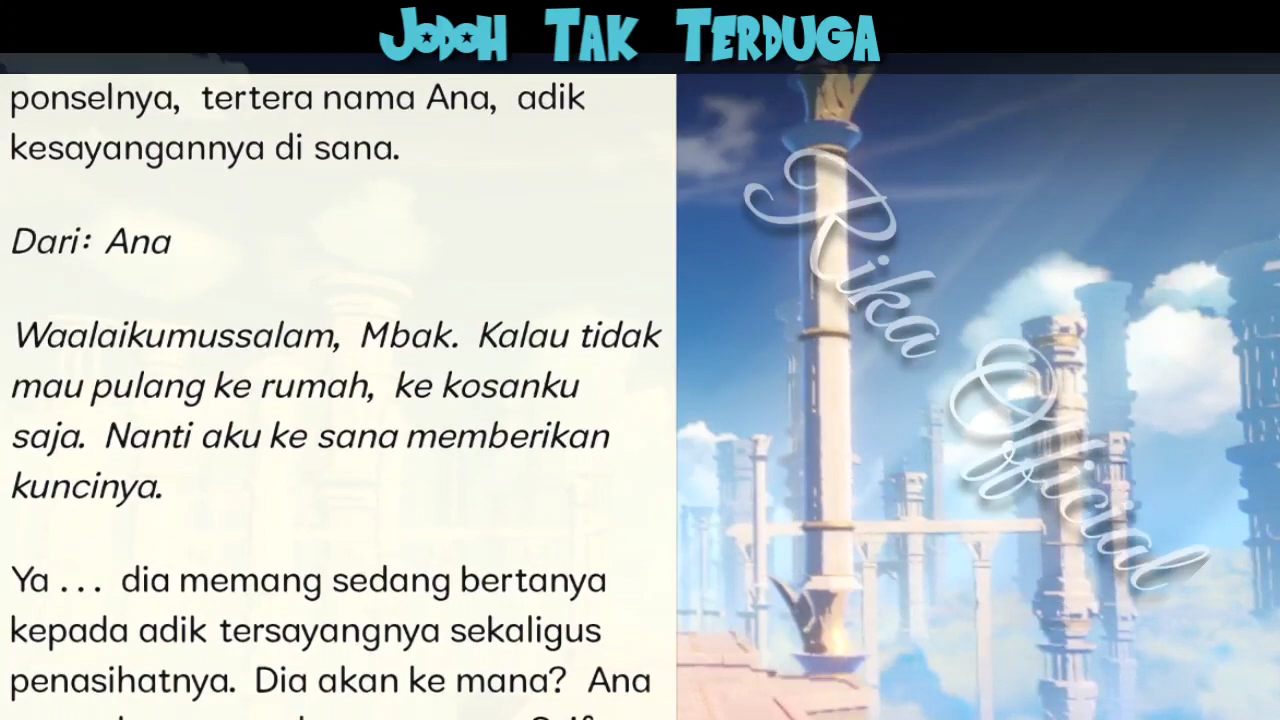 Jodoh Tak Terduga
ponselnya, tertera nama Ana, adik
kesayangannya di sana.
Dari: Ana
Waalaikumussalam, Mbak. Kalau tidak
mau pulang ke rumah, ke kosanku
saja. Nanti aku ke sana memberikan
kuncinya.
Ya . . . dia memang sedang bertanya
kepada adik tersayangnya sekaligus
penasihatnya. Dia akan ke mana? Ana
Rika Official